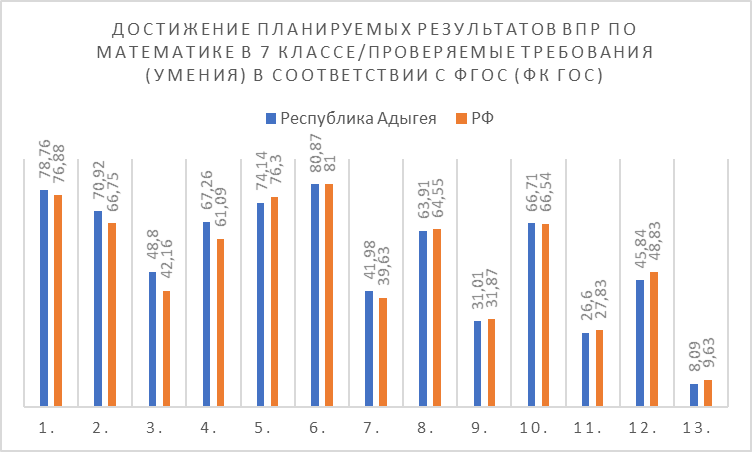 ДОСТИЖЕНИЕ ПЛАНИРУЕМЫХ РЕЗУЛЬТАТОВ ВПР ПО
МАТЕМАТИКЕ В 7 КЛАССЕ/ПРОВЕРЯЕМЫЕ ТРЕБОВАНИЯ
(УМЕНИЯ) В СООТВЕТСТВИИ С ФГОС (ФК ГОС)
Республика Адыгея РФ
78,76 76,88 70,92 66,75 48,8 42,16 67,26 61,09 74,14 76,3 80,87 81 41,98 39,63 63,91 64,55 31,01 31,87 66,71 66,54 26,6 27,83 45,84 48,83 8,09 9,63
1. 2. 3. 4. 5. 6. 7. 8. 9. 10. 11. 12. 13.